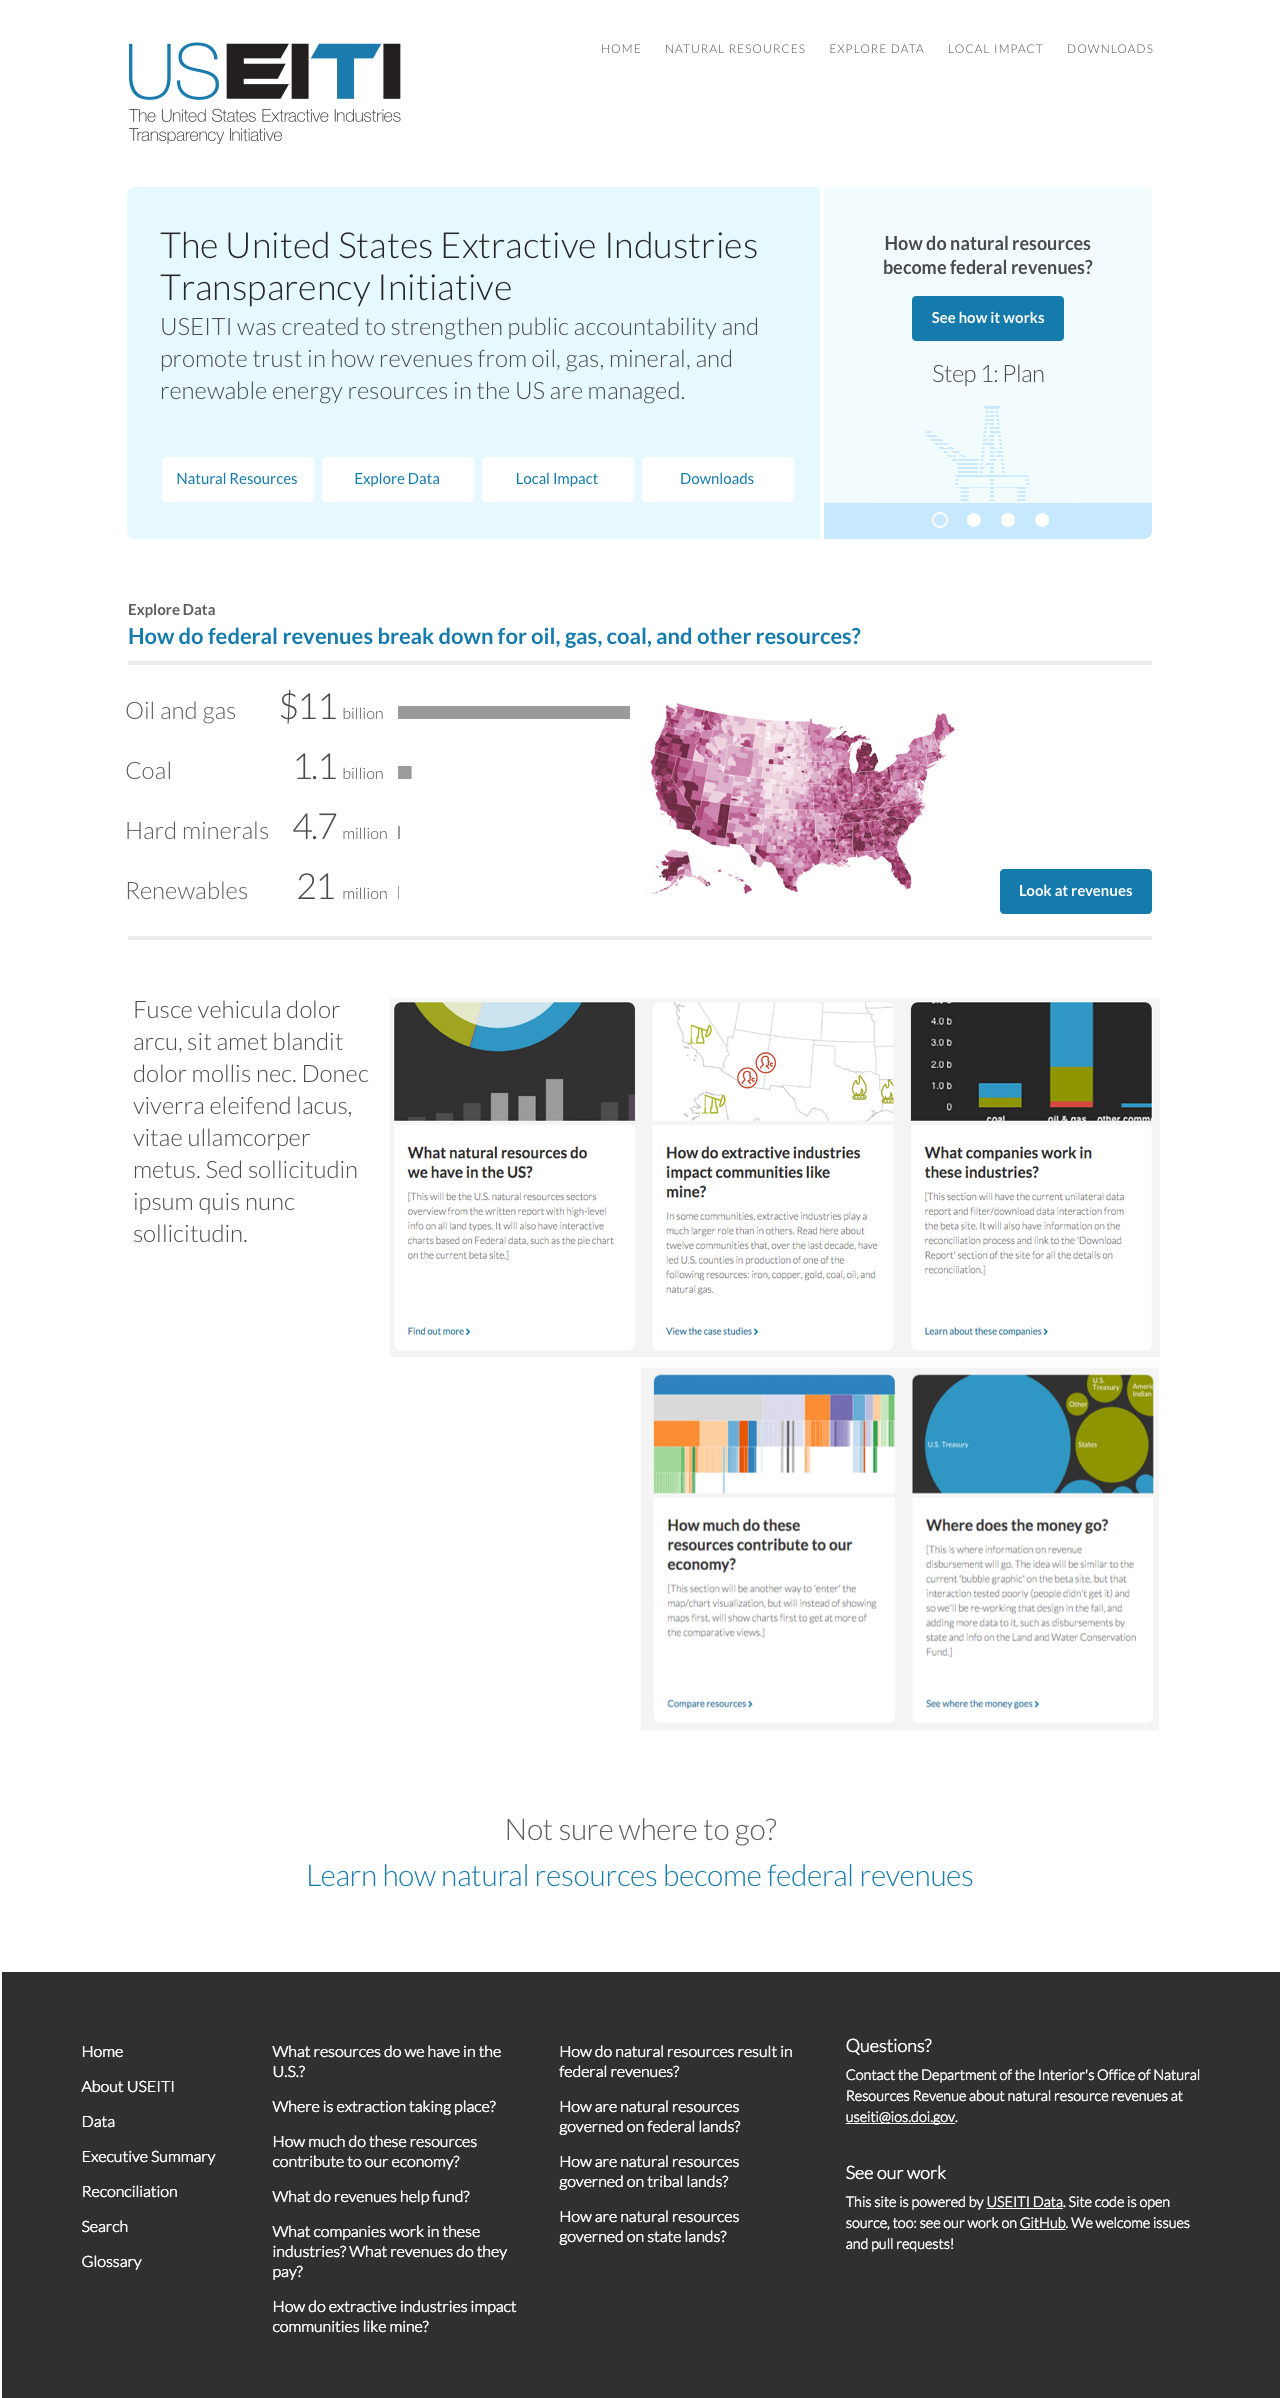 USEITI
The United States Extractive Industries
Transparency Initiative
HOME NATURAL RESOURCES EXPLORE DATA LOCAL IMPACT DOWNLOADS
The United States Extractive Industries
Transparency Initiative
USEITI was created to strengthen public accountability and
promote trust in how revenues from oil, gas, mineral, and
renewable energy resources in the US are managed.
Natural Resources
Explore Data
Local Impact
Downloads
How do natural resources
become federal revenues?
See how it works
Step 1: Plan
Explore Data
How do federal revenues break down for oil, gas, coal, and other resources?
Oil and gas $11 billion
Coal 1.1 billion
Hard minerals 4.7 million
Renewables 21 million
Look at revenues
Fusce vehicula dolor
arcu, sit amet blandit
dolor mollis nec. Donec
viverra eleifend lacus,
vitae ullamcorper
metus. Sed sollicitudin
ipsum quis nunc
sollicitudin.
What natural resources do
we have in the US?
[This will be the U.S. natural resources sectors
overview from the written report with high-level
info on all land types. It will also have interactive
charts based on Federal data, such as the pie chart
on the current beta site.]
Find out more
How do extractive industries
impact communities like
mine?
In some communities, extractive industries play a
much larger role than in others. Read here about
twelve communities that, over the last decade, have
led U.S. counties in production of one of the
following resources: iron, copper, gold, coal, oil, and
natural gas.
View the case studies
4.0 b
3.0 b
2.0 b
1.0 b
0
coal oil & gas other comm
What companies work in
these industries?
[This section will have the current unilateral data
report and filter/download data interaction from
the beta site. It will also have information on the
reconciliation process and link to the 'Download
Report' section of the site for all the details on
reconciliation.]
Learn about these companies
How much do these
resources contribute to our
economy?
[This section will be another way to 'enter' the
map/chart visualization, but will instead of showing
maps first, will show charts first to get at more of
the comparative views.]
Compare resources
U.S.
Treasury
Americ
Indian
Other
U.S. Treasury
States
Where does the money go?
[This is where information on revenue
disbursement will go. The idea will be similar to the
current 'bubble graphic' on the beta site, but that
interaction tested poorly (people didn't get it) and
so we'll be re-working that design in the fall, and
adding more data to it, such as disbursements by
state and info on the Land and Water Conservation
Fund.]
See where the money goes
Not sure where to go?
Learn how natural resources become federal revenues
Home
About USEITI
Data
Executive Summary
Reconciliation
Search
Glossary
What resources do we have in the
U.S.?
Where is extraction taking place?
How much do these resources
contribute to our economy?
What do revenues help fund?
What companies work in these
industries? What revenues do they
pay?
How do extractive industries impact
communities like mine?
How do natural resources result in
federal revenues?
How are natural resources
governed on federal lands?
How are natural resources
governed on tribal lands?
How are natural resources
governed on state lands?
Questions?
Contact the Department of the Interior's Office of Natural
Resources Revenue about natural resource revenues at
useiti@ios.doi.gov.
See our work
This site is powered by USEITI Data. Site code is open
source, too: see our work on GitHub. We welcome issues
and pull requests!